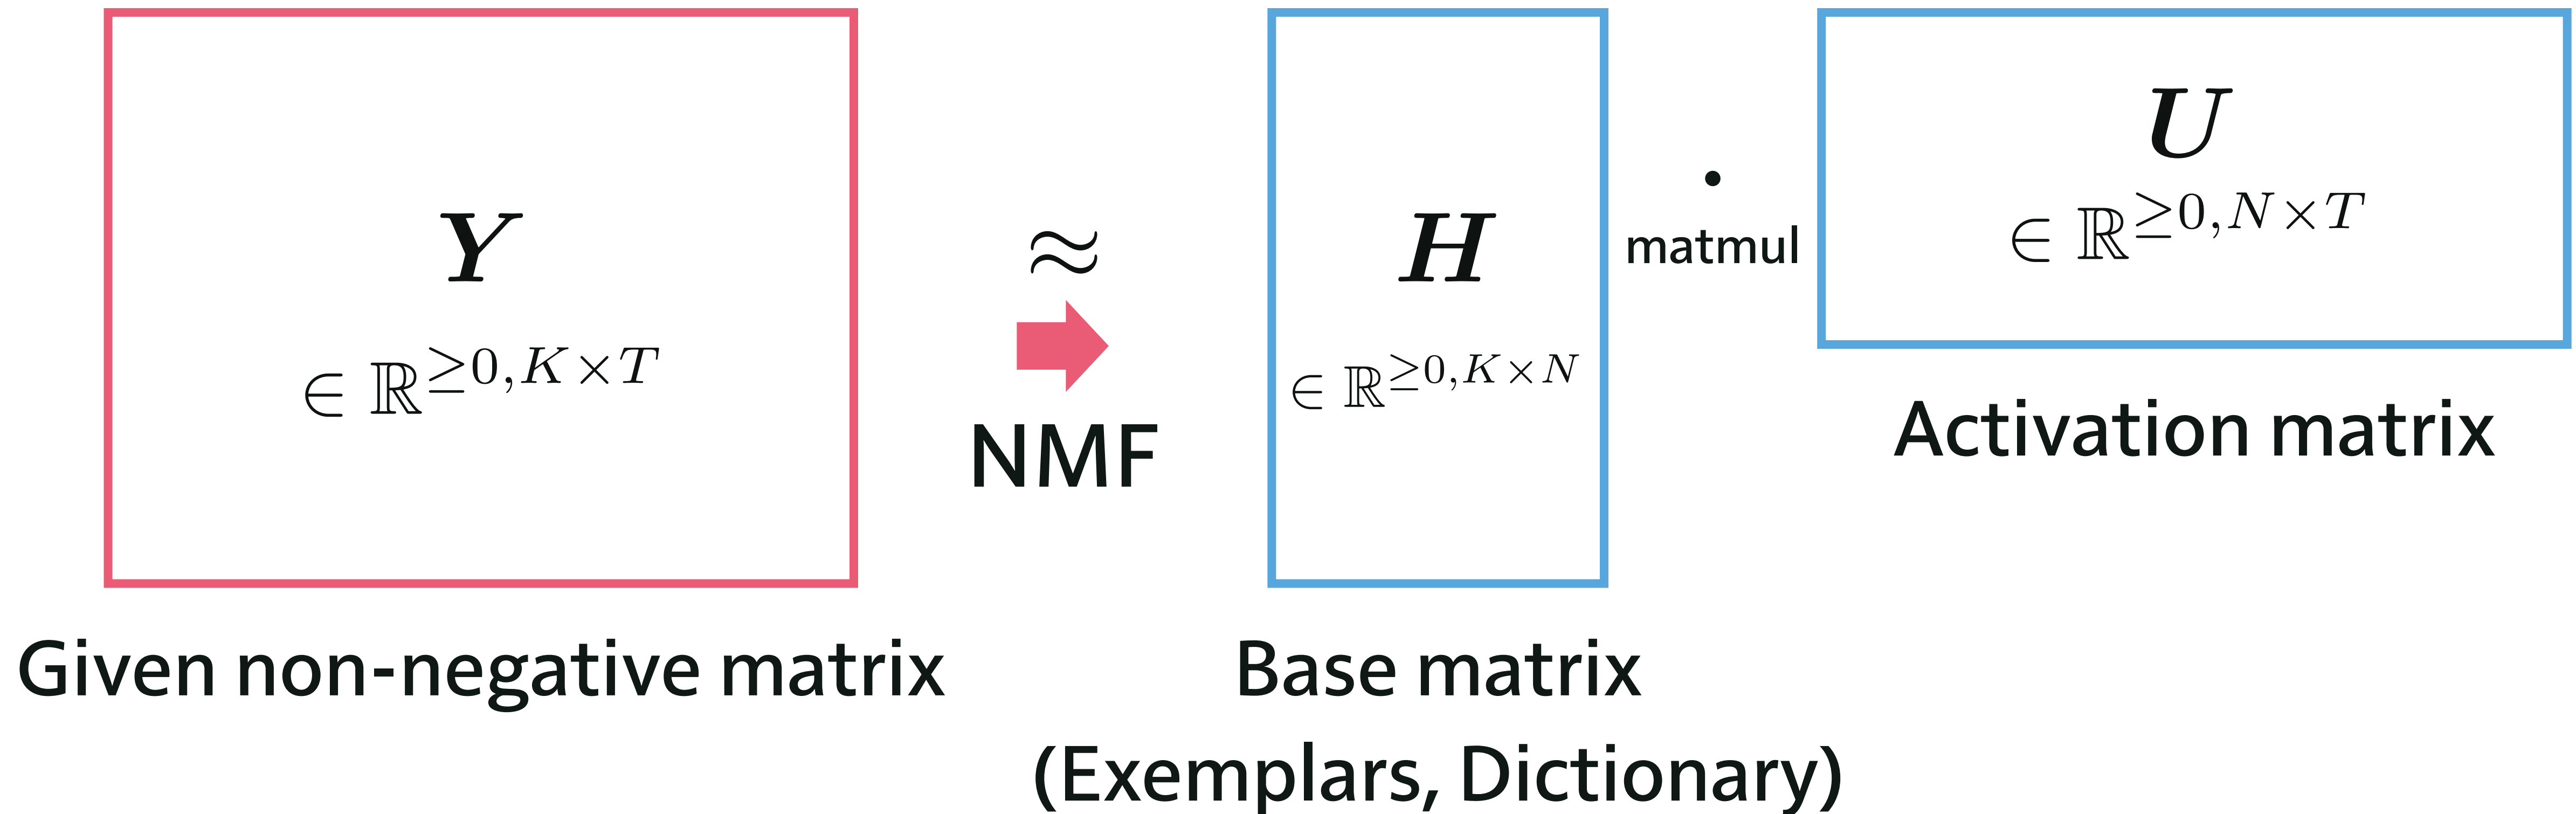 Y
∈ ℝ^{≥0, K×T}
Given non-negative matrix
≈
NMF
H
∈ ℝ^{≥0, K×N}
Base matrix
(Exemplars, Dictionary)
·
matmul
U
∈ ℝ^{≥0, N×T}
Activation matrix